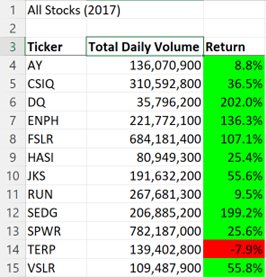 1 All Stocks (2017)
2
3 Ticker Total Daily Volume Return
4 AY 136,070,900 8.8%
5 CSIQ 310,592,800 36.5%
6 DQ 35,796,200 202.0%
7 ENPH 221,772,100 136.3%
8 FSLR 684,181,400 107.1%
9 HASI 80,949,300 25.4%
10 JKS 191,632,200 55.6%
11 RUN 267,681,300 9.5%
12 SEDG 206,885,200 199.2%
13 SPWR 782,187,000 25.6%
14 TERP 139,402,800 -7.9%
15 VSLR 109,487,900 55.8%